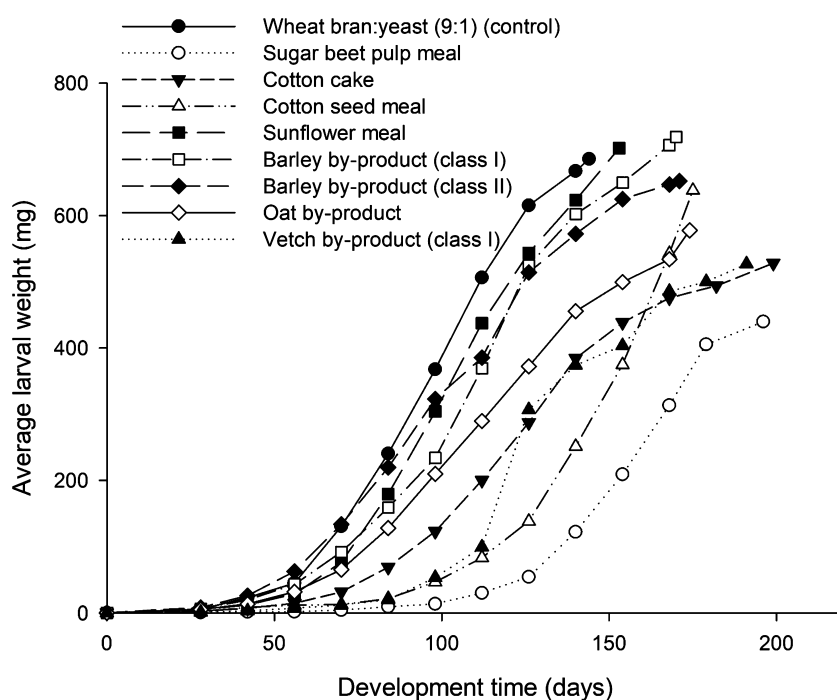 Wheat bran:yeast (9:1) (control)
Sugar beet pulp meal
Cotton cake
Cotton seed meal
Sunflower meal
Barley by-product (class I)
Barley by-product (class II)
Oat by-product
Vetch by-product (class I)
800
600
400
200
0
Average larval weight (mg)
0 50 100 150 200
Development time (days)